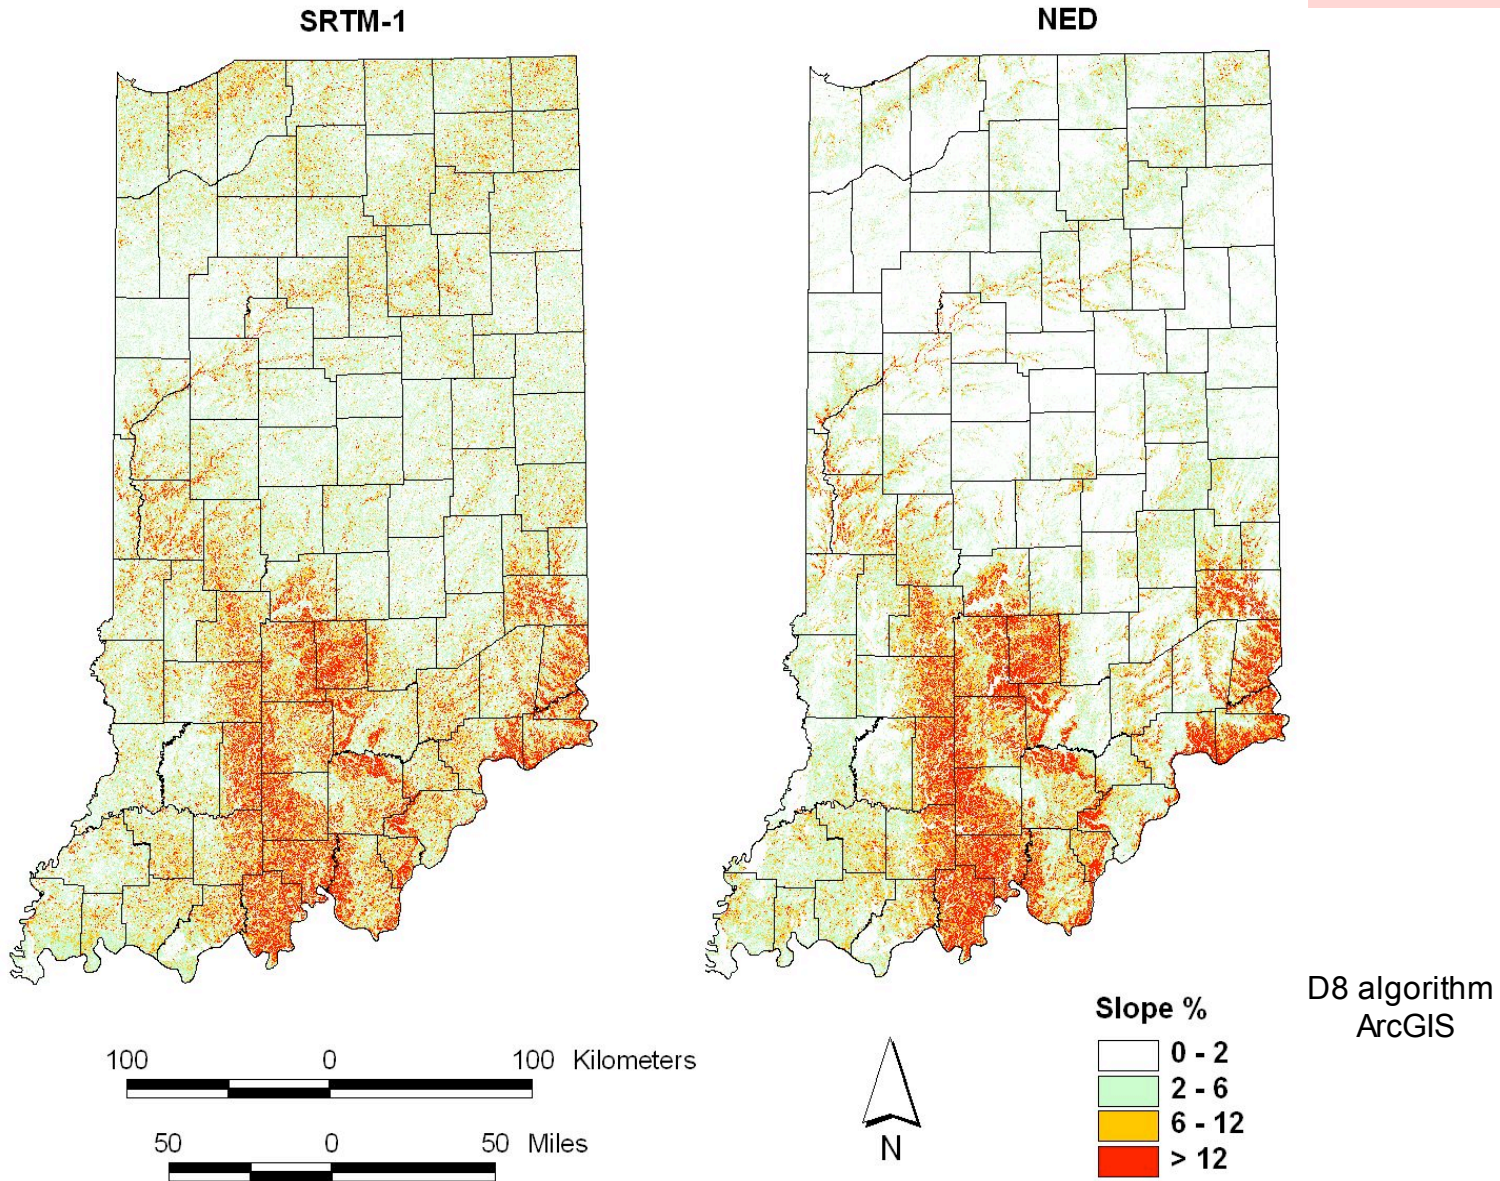 SRTM-1
NED
D8 algorithm
ArcGIS
Slope %
0 - 2
2 - 6
6 - 12
> 12
100 0 100 Kilometers
50 0 50 Miles
N